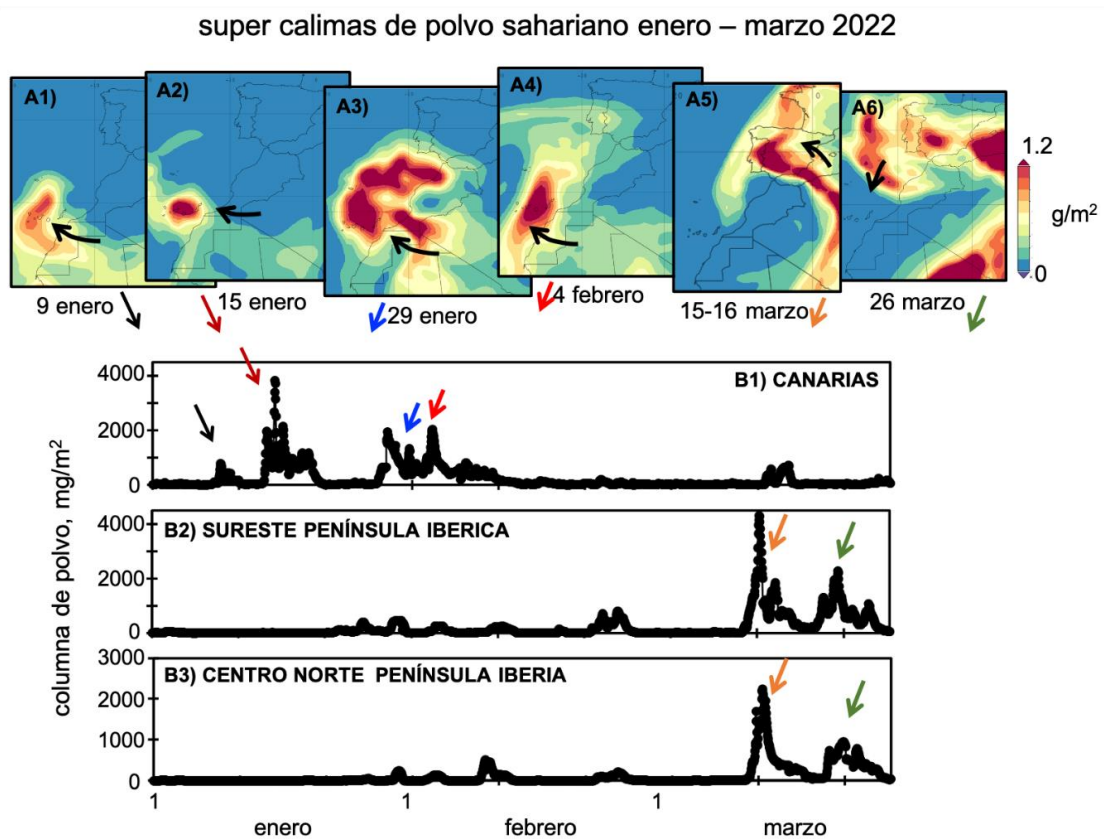 super calimas de polvo sahariano enero – marzo 2022
A1)
A2)
A3)
A4)
A5)
A6)
1.2
g/m²
0
9 enero
15 enero
29 enero
4 febrero
15-16 marzo
26 marzo
columna de polvo, mg/m²
B1) CANARIAS
4000
2000
0
B2) SURESTE PENÍNSULA IBERICA
4000
2000
0
B3) CENTRO NORTE PENÍNSULA IBERIA
3000
2000
1000
0
1 1 1
enero febrero marzo